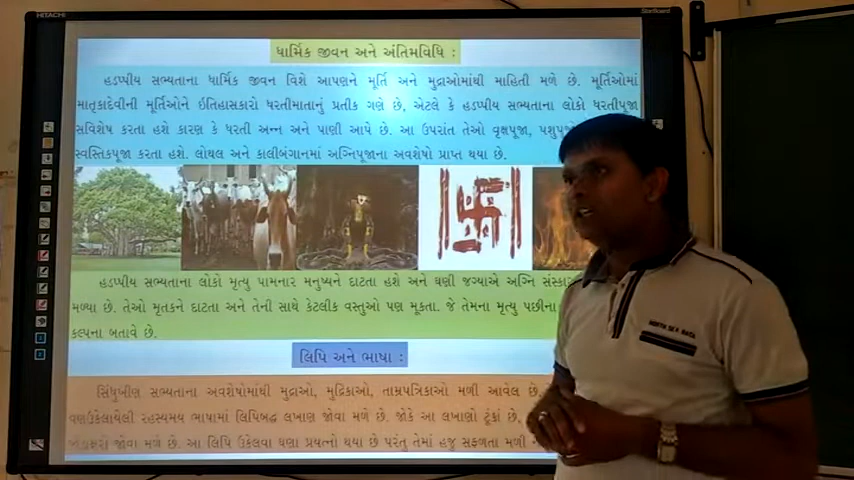 HITACHI
StarBoard
ધાર્મિક જીવન અને અંતિમવિધિ :
હડપ્પીય સભ્યતાના ધાર્મિક જીવન વિશે આપણને મૂર્તિ અને મુદ્રાઓમાંથી માહિતી મળે છે. મૂર્તિઓમાં
માતૃકાદેવીની મૂર્તિઓને ઇતિહાસકારો ધરતીમાતાનું પ્રતીક ગણે છે, એટલે કે હડપ્પીય સભ્યતાના લોકો ધરતીપૂજા
સવિશેષ કરતા હશે કારણ કે ધરતી અન્ન અને પાણી આપે છે. આ ઉપરાંત તેઓ વૃક્ષપૂજા,
સ્વસ્તિકપૂજા કરતા હશે. લોથલ અને કાલીબંગાનમાં અગ્નિપૂજાના અવશેષો પ્રાપ્ત થયા છે.
હડપ્પીય સભ્યતાના લોકો મૃત્યુ પામનાર મનુષ્યને દાટતા હશે અને ઘણી જગ્યાએ અગ્નિ
મળ્યા છે. તેઓ મૃતકને દાટતા અને તેની સાથે કેટલીક વસ્તુઓ પણ મૂકતા. જે તેમના મૃત્યુ પછીના
કલ્પના બતાવે છે.
લિપિ અને ભાષા :
સિંધુખીણ સભ્યતાના અવશેષોમાંથી મુદ્રાઓ, મુદ્રિકાઓ, તામ્રપત્રિકાઓ મળી આવેલ છે.
વણઉકેલાયેલી રહસ્યમય ભાષામાં લિપિબદ્ધ લખાણ જોવા મળે છે. જોકે આ લખાણો ટૂંકાં છે,
જોવા મળે છે. આ લિપિ ઉકેલવા ઘણા પ્રયત્નો થયા છે પરંતુ તેમાં હજુ સફળતા મળી